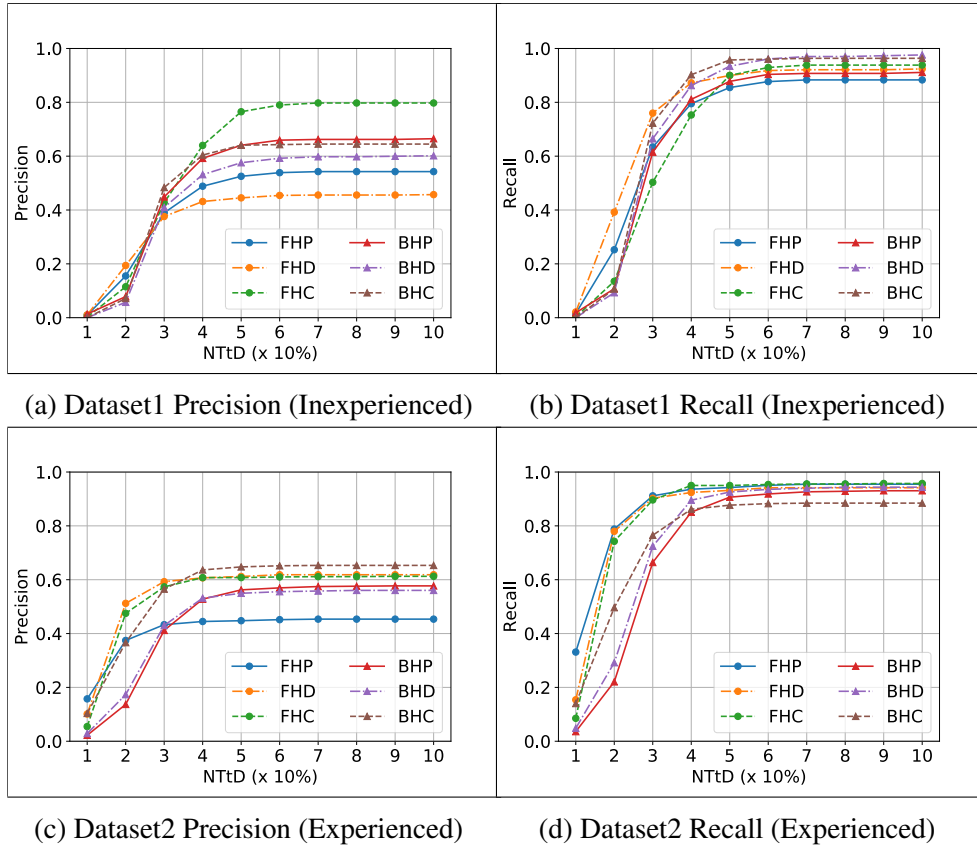 1.0
0.8
0.6
0.4
0.2
0.0
Precision
1 2 3 4 5 6 7 8 9 10
NTtD (x 10%)
FHP BHP
FHD BHD
FHC BHC
(a) Dataset1 Precision (Inexperienced)
1.0
0.8
0.6
0.4
0.2
0.0
Recall
1 2 3 4 5 6 7 8 9 10
NTtD (x 10%)
FHP BHP
FHD BHD
FHC BHC
(b) Dataset1 Recall (Inexperienced)
1.0
0.8
0.6
0.4
0.2
0.0
Precision
1 2 3 4 5 6 7 8 9 10
NTtD (x 10%)
FHP BHP
FHD BHD
FHC BHC
(c) Dataset2 Precision (Experienced)
1.0
0.8
0.6
0.4
0.2
0.0
Recall
1 2 3 4 5 6 7 8 9 10
NTtD (x 10%)
FHP BHP
FHD BHD
FHC BHC
(d) Dataset2 Recall (Experienced)